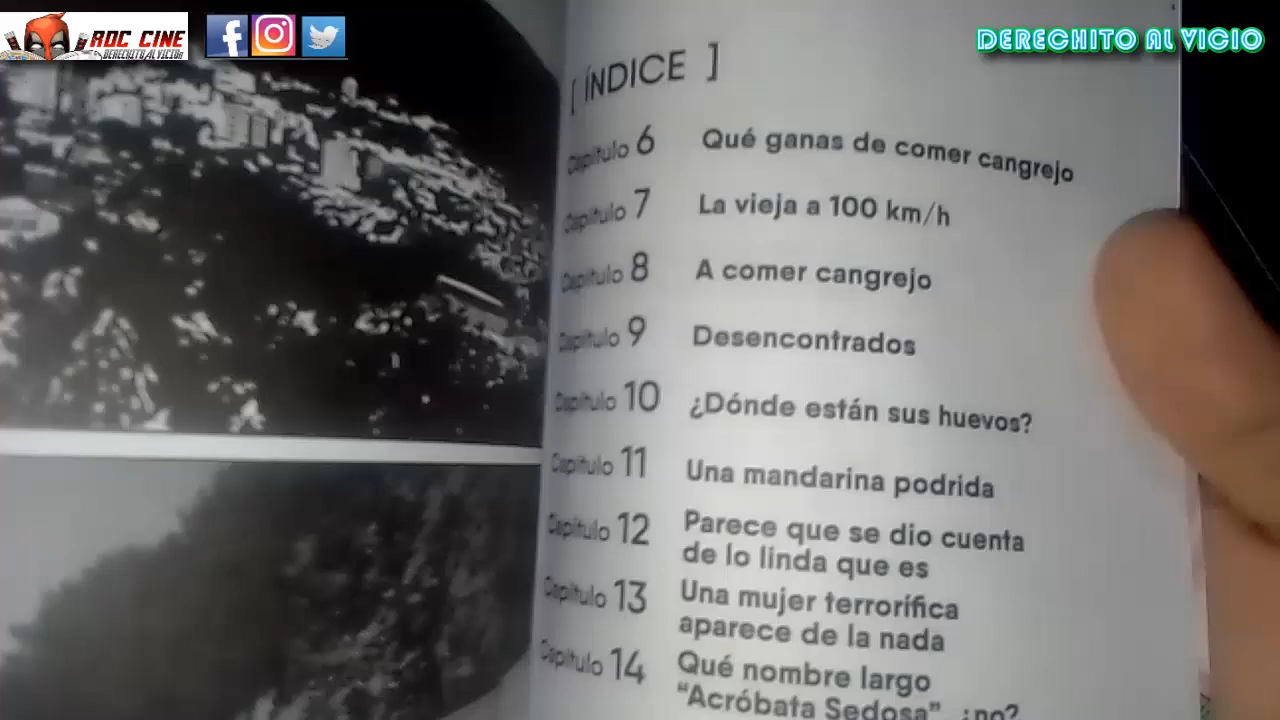 RDC CINE
DERECHITO AL VICIO
DERECHITO AL VICIO
[ ÍNDICE ]
Capítulo 6 Qué ganas de comer cangrejo
Capítulo 7 La vieja a 100 km/h
Capítulo 8 A comer cangrejo
Capítulo 9 Desencontrados
Capítulo 10 ¿Dónde están sus huevos?
Capítulo 11 Una mandarina podrida
Capítulo 12 Parece que se dio cuenta
de lo linda que es
Capítulo 13 Una mujer terrorífica
aparece de la nada
Capítulo 14 Qué nombre largo
“Acróbata Sedosa”, ¿no?